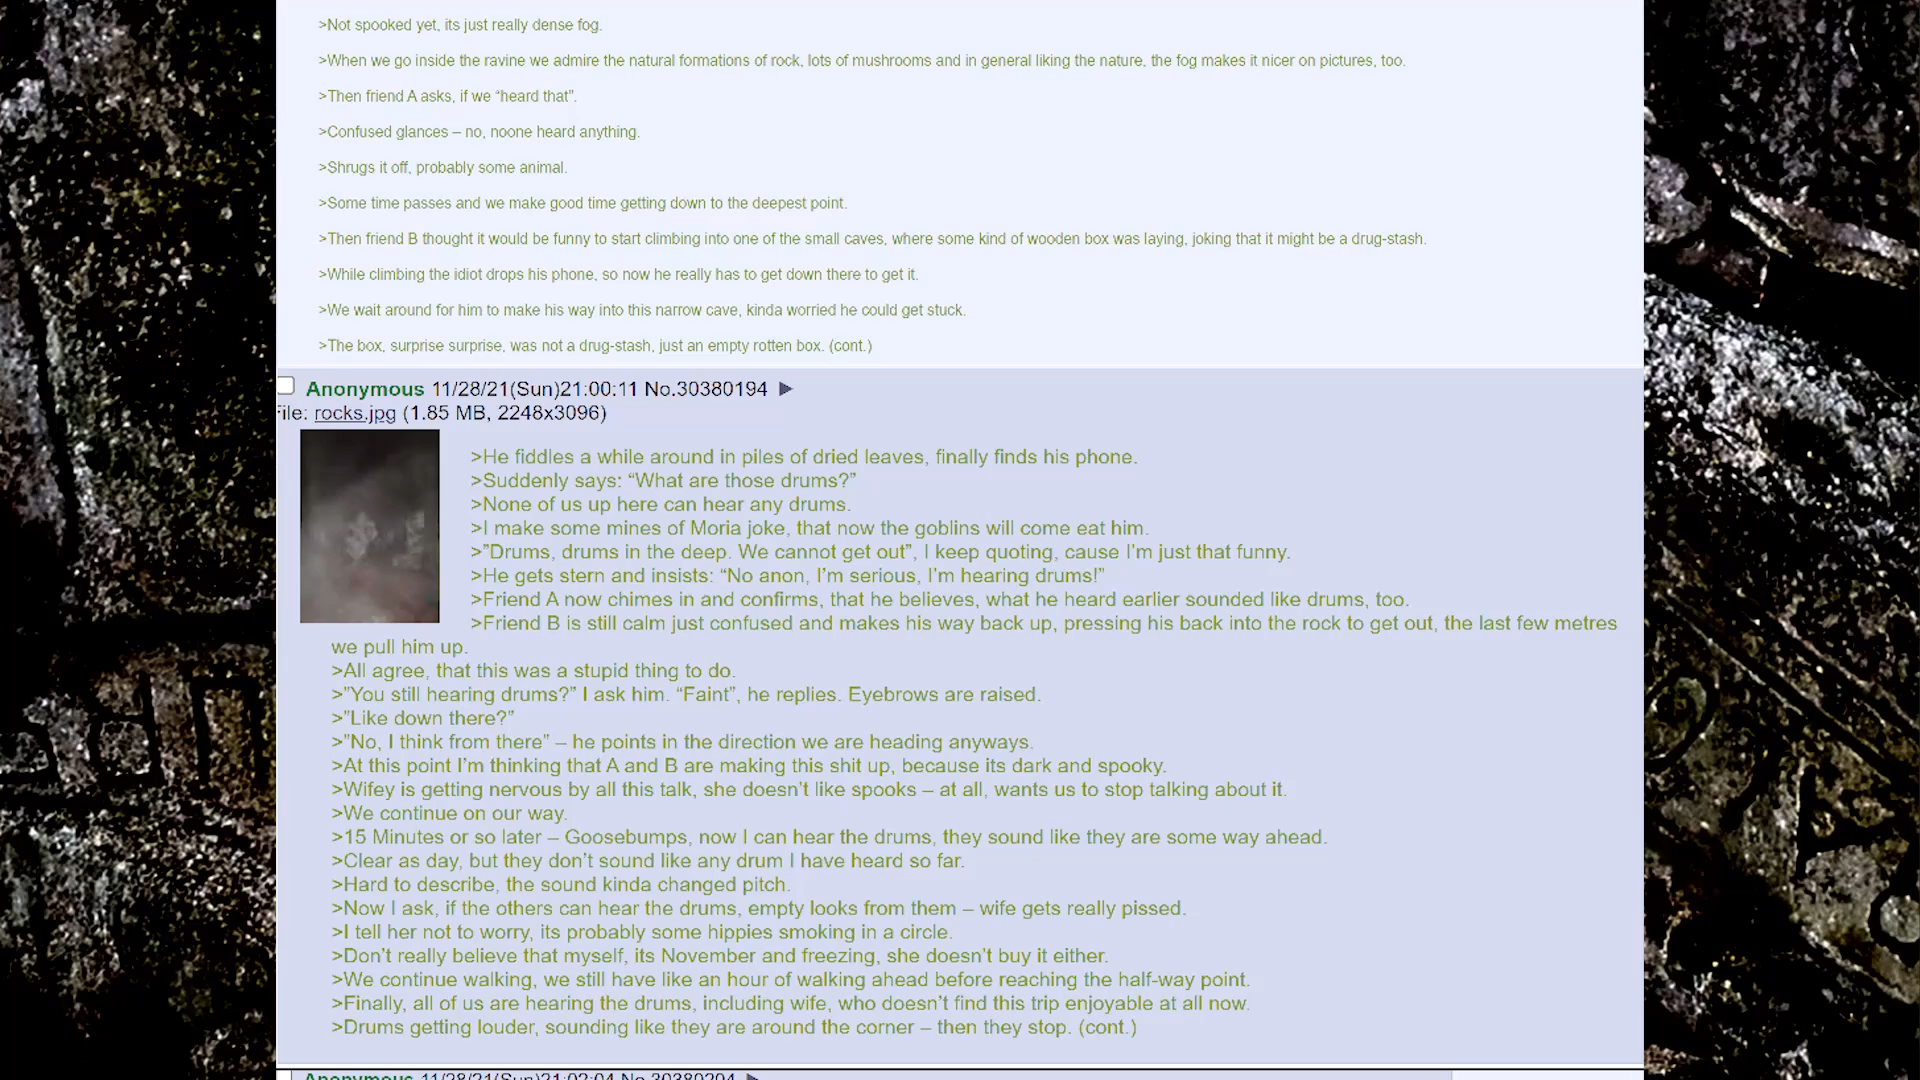 >Not spooked yet, its just really dense fog.
>When we go inside the ravine we admire the natural formations of rock, lots of mushrooms and in general liking the nature, the fog makes it nicer on pictures, too.
>Then friend A asks, if we “heard that”.
>Confused glances – no, noone heard anything.
>Shrugs it off, probably some animal.
>Some time passes and we make good time getting down to the deepest point.
>Then friend B thought it would be funny to start climbing into one of the small caves, where some kind of wooden box was laying, joking that it might be a drug-stash.
>While climbing the idiot drops his phone, so now he really has to get down there to get it.
>We wait around for him to make his way into this narrow cave, kinda worried he could get stuck.
>The box, surprise surprise, was not a drug-stash, just an empty rotten box. (cont.)
Anonymous 11/28/21(Sun)21:00:11 No.30380194 ▶
File: rocks.jpg (1.85 MB, 2248x3096)
>He fiddles a while around in piles of dried leaves, finally finds his phone.
>Suddenly says: “What are those drums?”
>None of us up here can hear any drums.
>I make some mines of Moria joke, that now the goblins will come eat him.
>”Drums, drums in the deep. We cannot get out”, I keep quoting, cause I’m just that funny.
>He gets stern and insists: “No anon, I’m serious, I’m hearing drums!”
>Friend A now chimes in and confirms, that he believes, what he heard earlier sounded like drums, too.
>Friend B is still calm just confused and makes his way back up, pressing his back into the rock to get out, the last few metres
we pull him up.
>All agree, that this was a stupid thing to do.
>”You still hearing drums?” I ask him. “Faint”, he replies. Eyebrows are raised.
>”Like down there?”
>”No, I think from there” – he points in the direction we are heading anyways.
>At this point I’m thinking that A and B are making this shit up, because its dark and spooky.
>Wifey is getting nervous by all this talk, she doesn’t like spooks – at all, wants us to stop talking about it.
>We continue on our way.
>15 Minutes or so later – Goosebumps, now I can hear the drums, they sound like they are some way ahead.
>Clear as day, but they don’t sound like any drum I have heard so far.
>Hard to describe, the sound kinda changed pitch.
>Now I ask, if the others can hear the drums, empty looks from them – wife gets really pissed.
>I tell her not to worry, its probably some hippies smoking in a circle.
>Don’t really believe that myself, its November and freezing, she doesn’t buy it either.
>We continue walking, we still have like an hour of walking ahead before reaching the half-way point.
>Finally, all of us are hearing the drums, including wife, who doesn’t find this trip enjoyable at all now.
>Drums getting louder, sounding like they are around the corner – then they stop. (cont.)
Anonymous 11/28/21(Sun)21:02:04 No.30380204 ▶